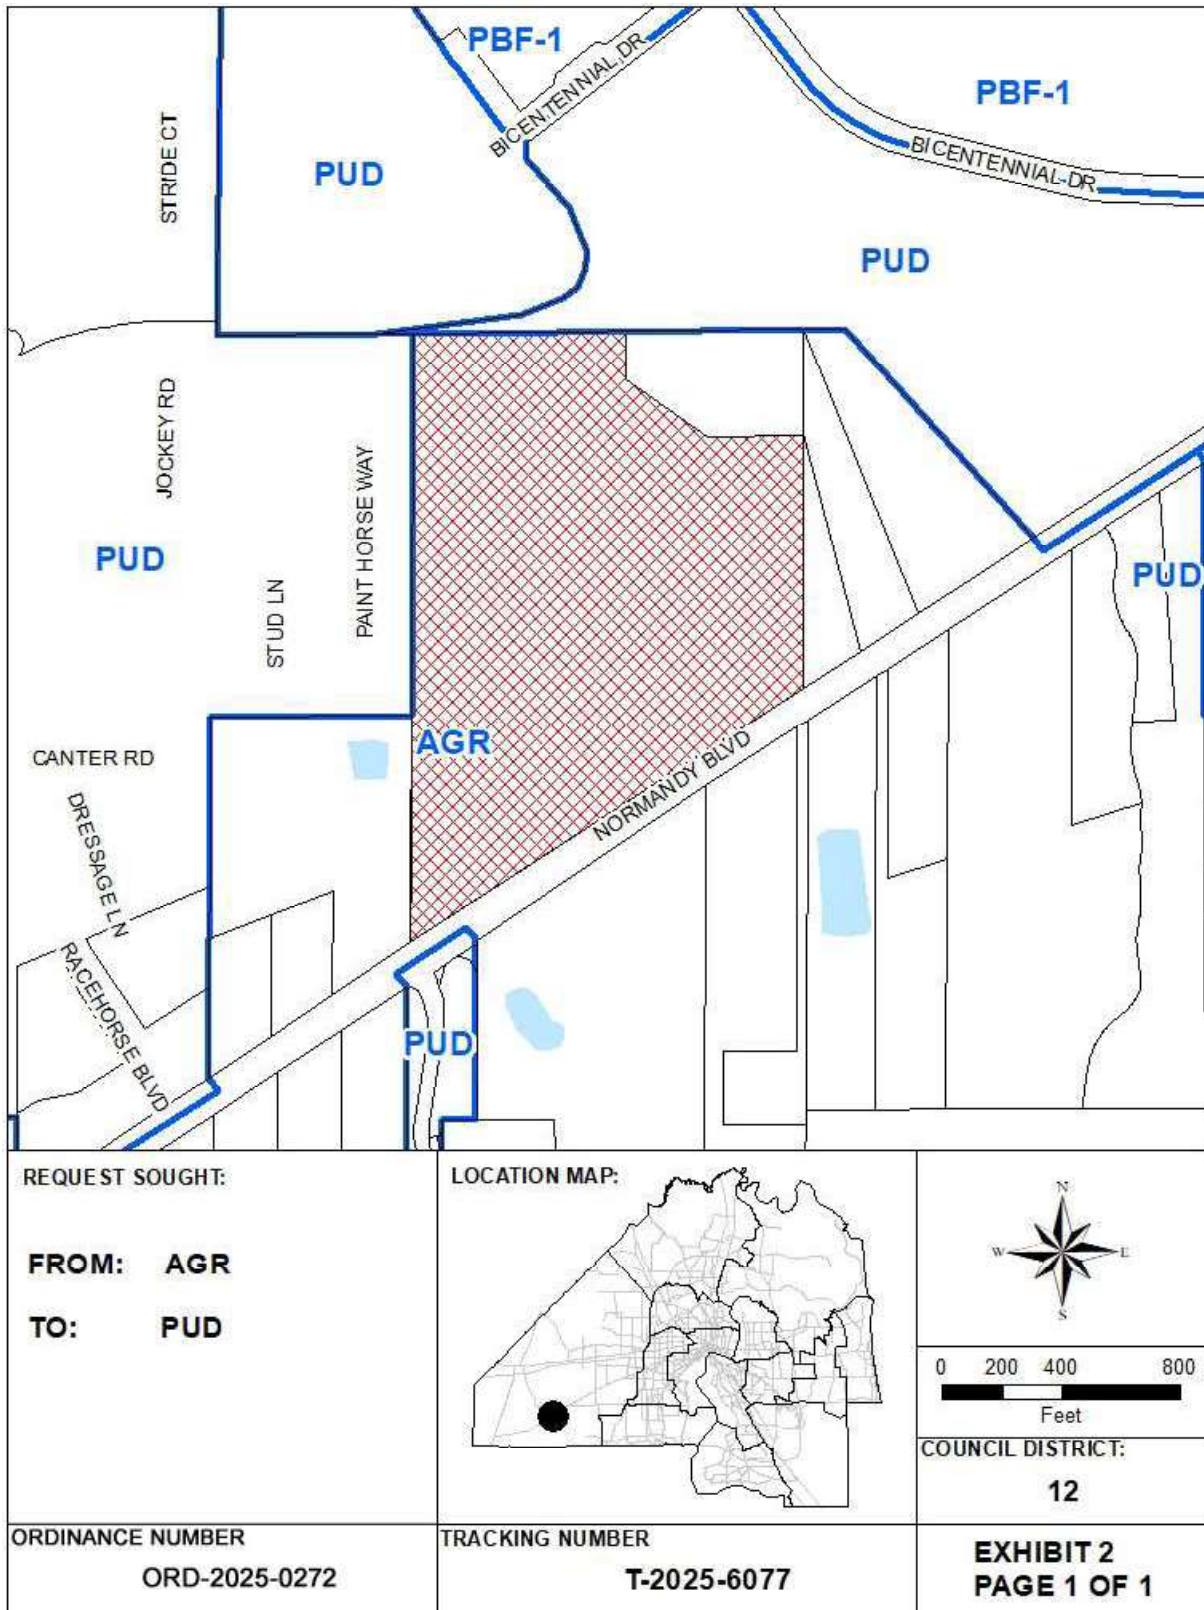 PBF-1
BICENTENNIAL DR
PBF-1
STRIDE CT
PUD
BICENTENNIAL DR
PUD
JOCKEY RD
PAINT HORSE WAY
PUD
PUD
STUD LN
AGR
CANTER RD
NORMANDY BLVD
DRESSAGE LN
RACEHORSE BLVD
PUD
REQUEST SOUGHT:
FROM: AGR
TO: PUD
LOCATION MAP:
N
W E
S
0 200 400 800
Feet
COUNCIL DISTRICT:
12
ORDINANCE NUMBER
ORD-2025-0272
TRACKING NUMBER
T-2025-6077
EXHIBIT 2
PAGE 1 OF 1